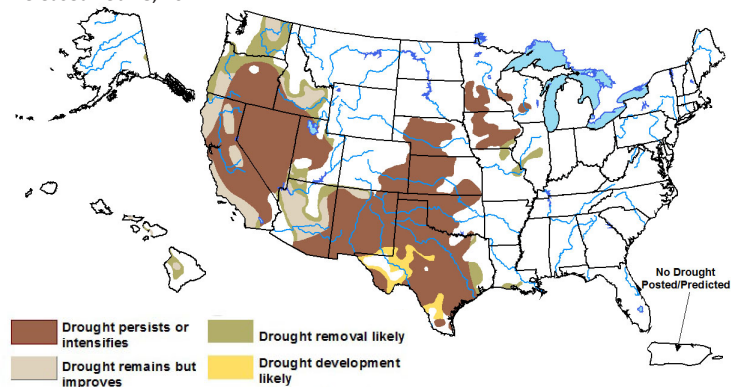 No Drought
Posted/Predicted
Drought persists or
intensifies
Drought removal likely
Drought remains but
improves
Drought development
likely